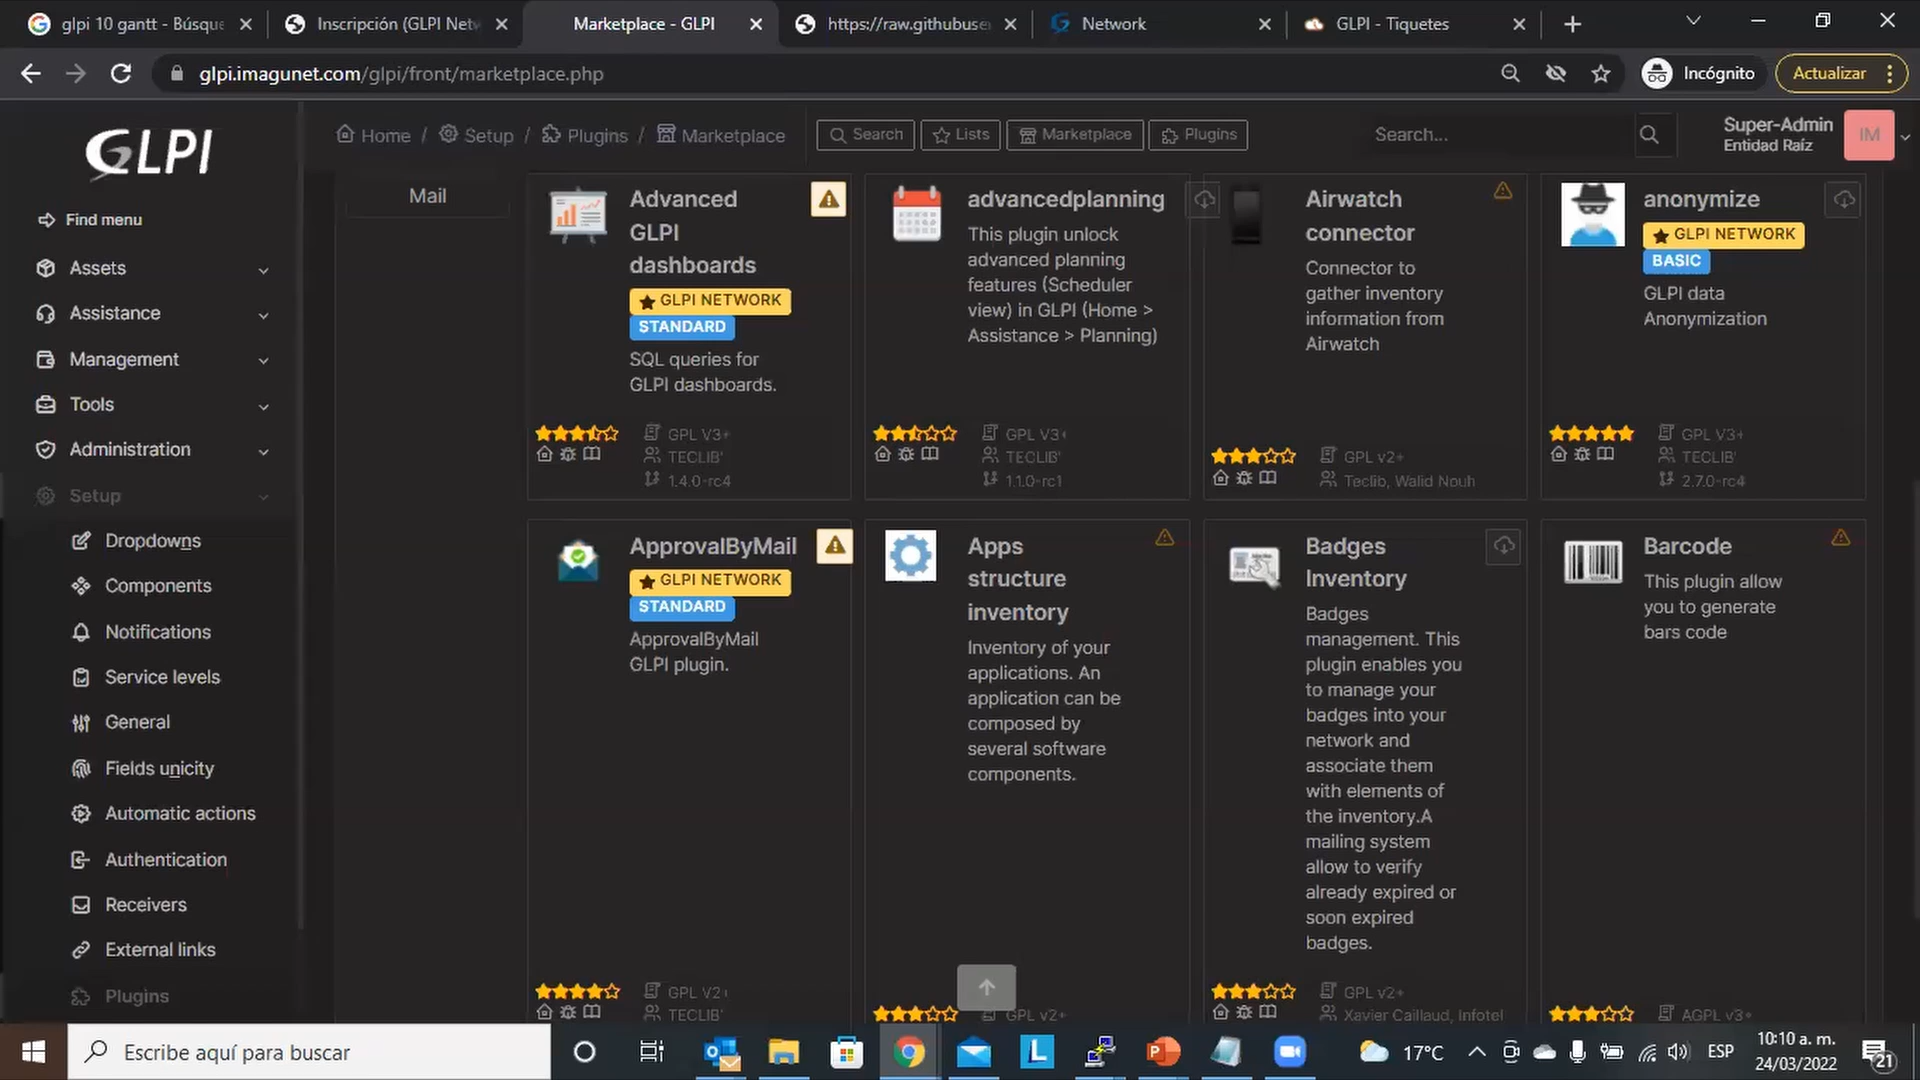 glpi 10 gantt - Búsque
Inscripción (GLPI Netw
Marketplace - GLPI
https://raw.githubuse
Network
GLPI - Tiquetes
glpi.imagunet.com/glpi/front/marketplace.php
Incógnito
Actualizar
GLPI
Home / Setup / Plugins / Marketplace
Search
Lists
Marketplace
Plugins
Search...
Super-Admin
Entidad Raíz
IM
Find menu
Assets
Assistance
Management
Tools
Administration
Setup
Dropdowns
Components
Notifications
Service levels
General
Fields unicity
Automatic actions
Authentication
Receivers
External links
Plugins
Mail
Advanced
GLPI
dashboards
GLPI NETWORK
STANDARD
SQL queries for
GLPI dashboards.
GPL V3+
TECLIB'
1.4.0-rc4
advancedplanning
This plugin unlock
advanced planning
features (Scheduler
view) in GLPI (Home >
Assistance > Planning)
GPL V3+
TECLIB'
1.1.0-rc1
Airwatch
connector
Connector to
gather inventory
information from
Airwatch
GPL v2+
Teclib, Walid Nouh
anonymize
GLPI NETWORK
BASIC
GLPI data
Anonymization
GPL V3+
TECLIB'
2.7.0-rc4
ApprovalByMail
GLPI NETWORK
STANDARD
ApprovalByMail
GLPI plugin.
GPL V2+
TECLIB'
Apps
structure
inventory
Inventory of your
applications. An
application can be
composed by
several software
components.
GPL v2+
Badges
Inventory
Badges
management. This
plugin enables you
to manage your
badges into your
network and
associate them
with elements of
the inventory.A
mailing system
allow to verify
already expired or
soon expired
badges.
GPL v2+
Xavier Caillaud, Infotel
Barcode
This plugin allow
you to generate
bars code
AGPL v3+
Escribe aquí para buscar
L
17°C
ESP
10:10 a. m.
24/03/2022
21